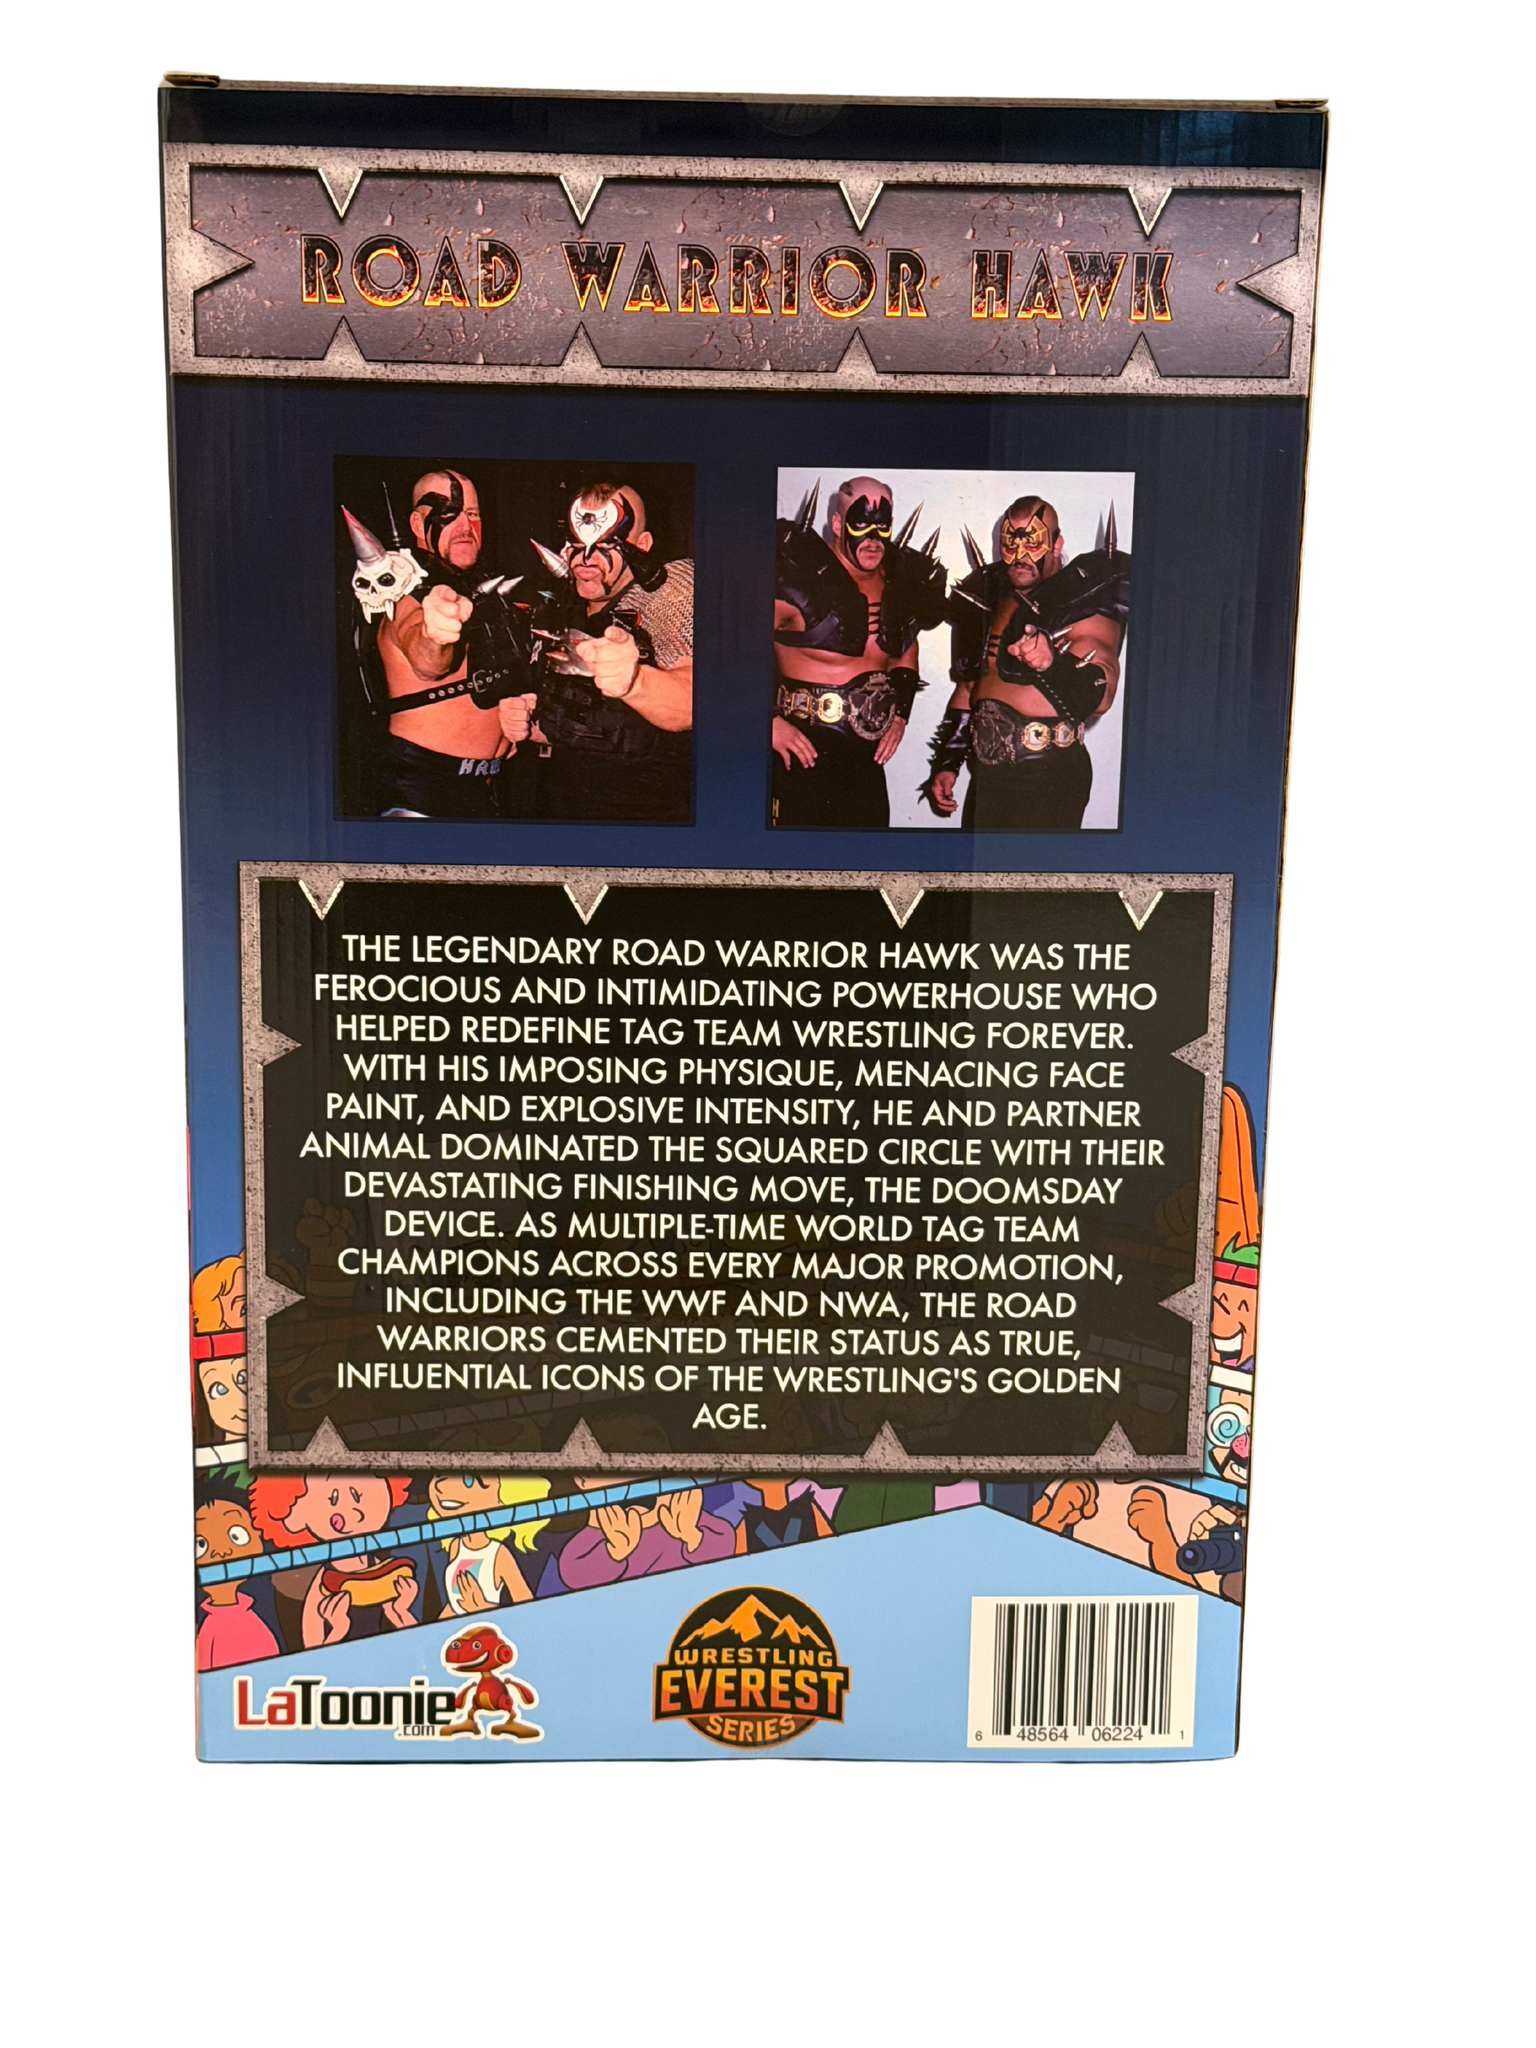 ROAD WARRIOR HAWK
THE LEGENDARY ROAD WARRIOR HAWK WAS THE
FEROCIOUS AND INTIMIDATING POWERHOUSE WHO
HELPED REDEFINE TAG TEAM WRESTLING FOREVER.
WITH HIS IMPOSING PHYSIQUE, MENACING FACE
PAINT, AND EXPLOSIVE INTENSITY, HE AND PARTNER
ANIMAL DOMINATED THE SQUARED CIRCLE WITH THEIR
DEVASTATING FINISHING MOVE, THE DOOMSDAY
DEVICE. AS MULTIPLE-TIME WORLD TAG TEAM
CHAMPIONS ACROSS EVERY MAJOR PROMOTION,
INCLUDING THE WWF AND NWA, THE ROAD
WARRIORS CEMENTED THEIR STATUS AS TRUE,
INFLUENTIAL ICONS OF THE WRESTLING'S GOLDEN
AGE.
LaToonie
.com
WRESTLING
EVEREST
SERIES
6 48564 06224 1